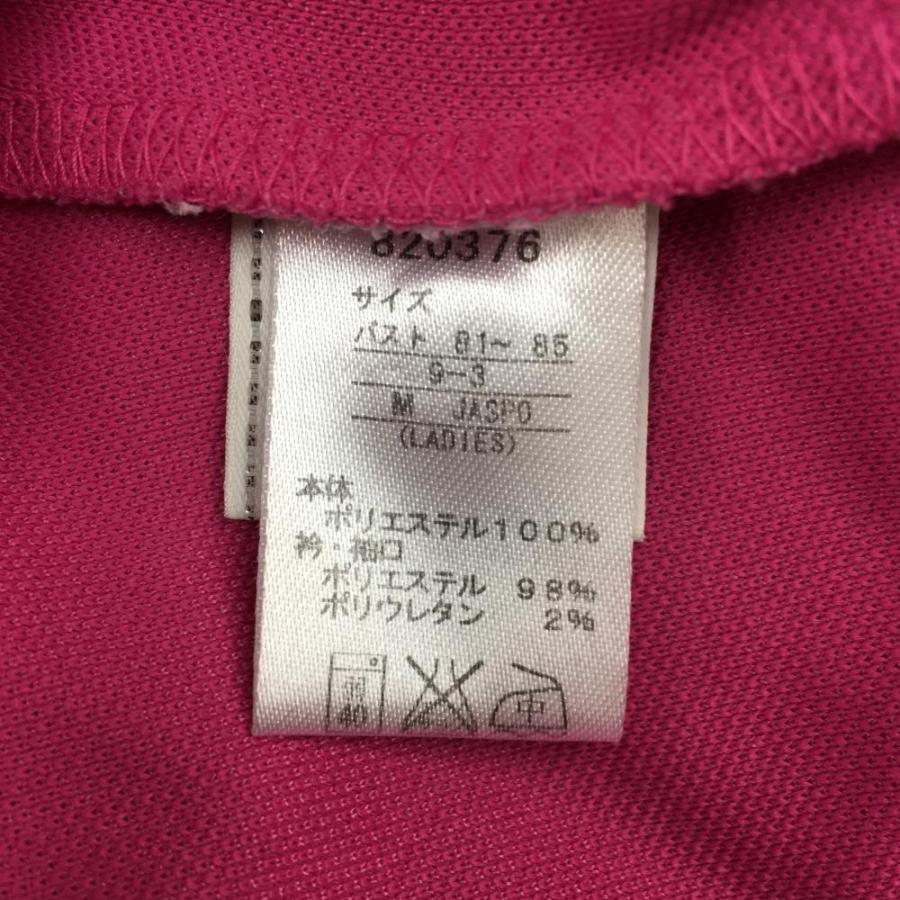 820376
サイズ
バスト 81~ 85
9-3
M JASPO
(LADIES)
本体
ポリエステル100%
衿・袖口
ポリエステル 98%
ポリウレタン 2%
弱
40
中